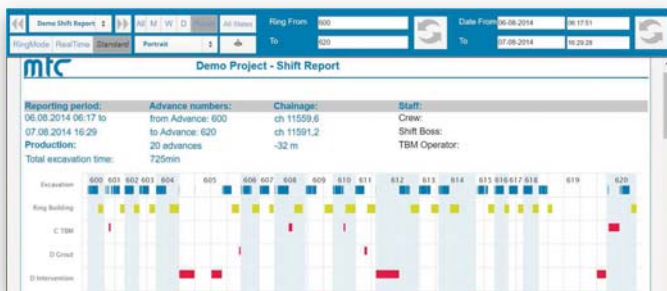 Demo Shift Report All M W D All States Ring From 600 Date From 06-08-2014 06:17:51
RingMode RealTime Standard Portrait To 620 To 07-08-2014 16:29:28
mtc Demo Project - Shift Report
Reporting period: Advance numbers: Chainage: Staff:
06.08.2014 06:17 to from Advance: 600 ch 11559,6 Crew:
07.08.2014 16:29 to Advance: 620 ch 11591,2 Shift Boss:
Production: 20 advances -32 m TBM Operator:
Total excavation time: 725min
600 601 602 603 604 605 606 607 608 609 610 611 612 613 614 615 616 617 618 619 620
Excavation
Ring Building
C TBM
D Grout
D Intervention